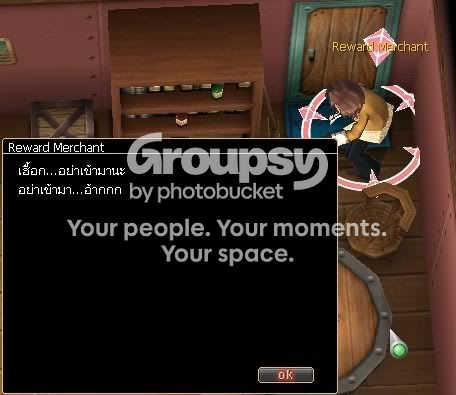 Reward Merchant
Reward Merchant
เฮื้อก...อย่าเข้ามานะ
อย่าเข้ามา...อ้ากกก
Groupsy
by photobucket
Your people. Your moments.
Your space.
ok